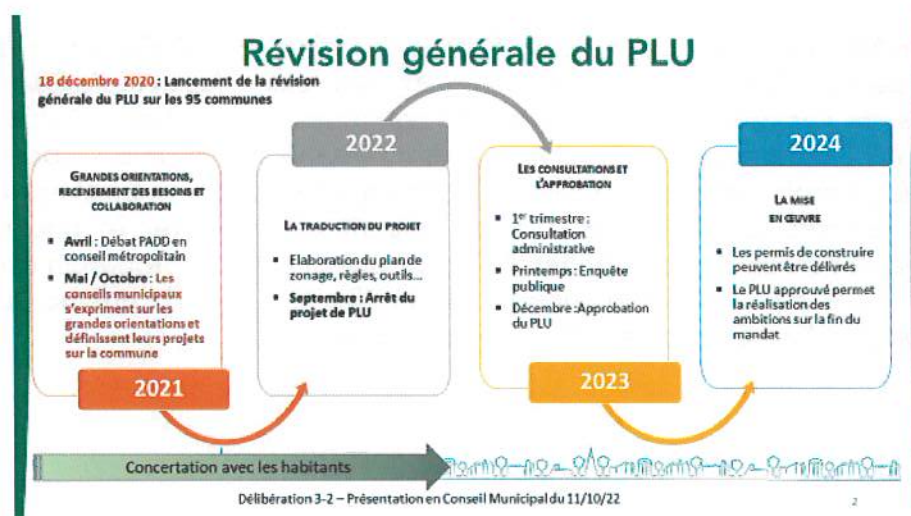 Révision générale du PLU
18 décembre 2020 : Lancement de la révision
générale du PLU sur les 95 communes
GRANDES ORIENTATIONS,
RECENSEMENT DES BESOINS ET
COLLABORATION
▪ Avril : Débat PADD en
conseil métropolitain
▪ Mai / Octobre : Les
conseils municipaux
s'expriment sur les
grandes orientations et
définissent leurs projets
sur la commune
2021
2022
LA TRADUCTION DU PROJET
▪ Elaboration du plan de
zonage, règles, outils...
▪ Septembre : Arrêt du
projet de PLU
LES CONSULTATIONS ET
L'APPROBATION
▪ 1er trimestre :
Consultation
administrative
▪ Printemps : Enquête
publique
▪ Décembre :Approbation
du PLU
2023
2024
LA MISE
EN ŒUVRE
▪ Les permis de construire
peuvent être délivrés
▪ Le PLU approuvé permet
la réalisation des
ambitions sur la fin du
mandat
Concertation avec les habitants
Délibération 3-2 – Présentation en Conseil Municipal du 11/10/22
2